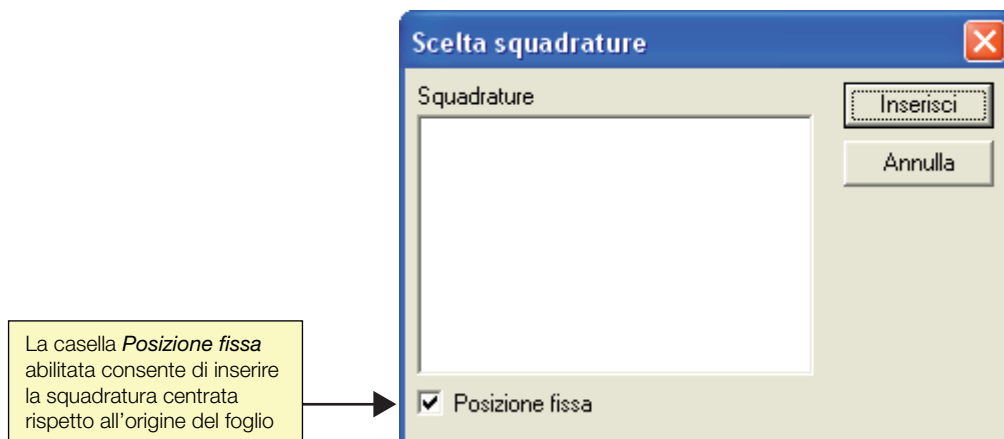 Scelta squadrature
Squadrature
Inserisci
Annulla
La casella Posizione fissa
abilitata consente di inserire
la squadratura centrata
rispetto all'origine del foglio
Posizione fissa